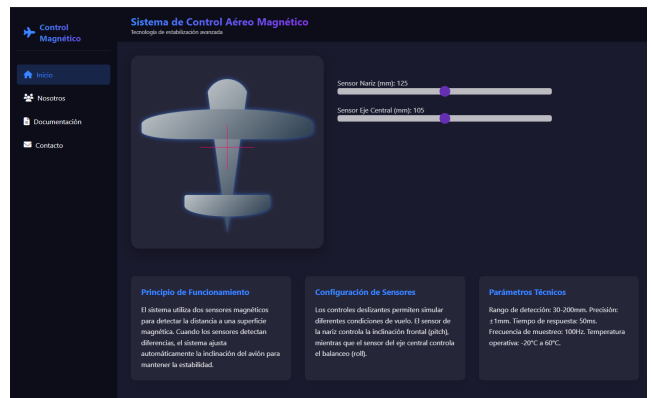 Control
Magnético
Inicio
Nosotros
Documentación
Contacto
Sistema de Control Aéreo Magnético
Tecnología de estabilización avanzada
Sensor Nariz (mm): 125
Sensor Eje Central (mm): 105
Principio de Funcionamiento
El sistema utiliza dos sensores magnéticos
para detectar la distancia a una superficie
magnética. Cuando los sensores detectan
diferencias, el sistema ajusta
automáticamente la inclinación del avión para
mantener la estabilidad.
Configuración de Sensores
Los controles deslizantes permiten simular
diferentes condiciones de vuelo. El sensor de
la nariz controla la inclinación frontal (pitch),
mientras que el sensor del eje central controla
el balanceo (roll).
Parámetros Técnicos
Rango de detección: 30-200mm. Precisión:
±1mm. Tiempo de respuesta: 50ms.
Frecuencia de muestreo: 100Hz. Temperatura
operativa: -20°C a 60°C.